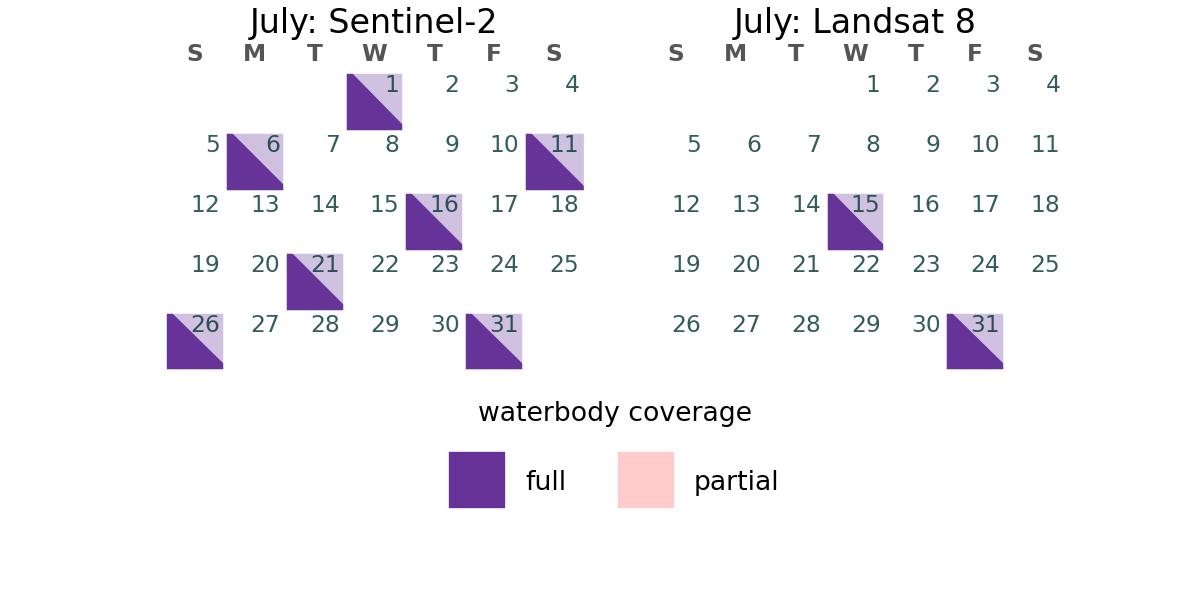 July: Sentinel-2
S M T W T F S
1 2 3 4
5 6 7 8 9 10 11
12 13 14 15 16 17 18
19 20 21 22 23 24 25
26 27 28 29 30 31
July: Landsat 8
S M T W T F S
1 2 3 4
5 6 7 8 9 10 11
12 13 14 15 16 17 18
19 20 21 22 23 24 25
26 27 28 29 30 31
waterbody coverage
full partial